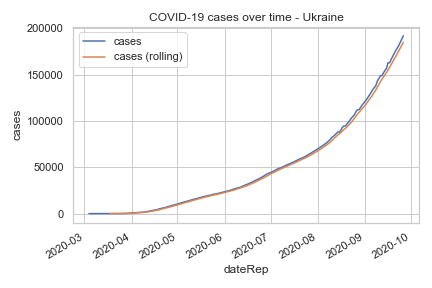 COVID-19 cases over time - Ukraine
cases
cases (rolling)
200000
150000
100000
50000
0
cases
2020-03
2020-04
2020-05
2020-06
2020-07
2020-08
2020-09
2020-10
dateRep